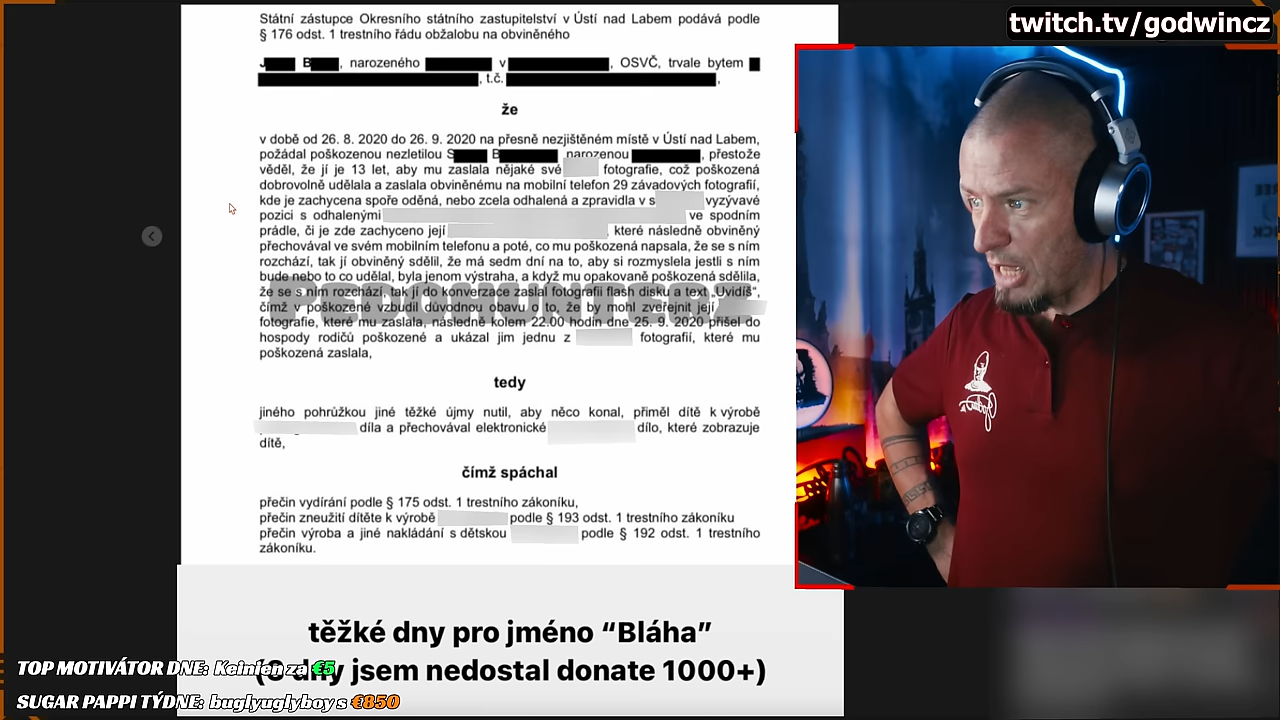 twitch.tv/godwincz
Státní zástupce Okresního státního zastupitelství v Ústí nad Labem podává podle
§ 176 odst. 1 trestního řádu obžalobu na obviněného
J B , narozeného v , OSVČ, trvale bytem
, t.č. ,
že
v době od 26. 8. 2020 do 26. 9. 2020 na přesně nezjištěném místě v Ústí nad Labem,
požádal poškozenou nezletilou S B narozenou , přestože
věděl, že jí je 13 let, aby mu zaslala nějaké své fotografie, což poškozená
dobrovolně udělala a zaslala obviněnému na mobilní telefon 29 závadových fotografií,
kde je zachycena spoře oděná, nebo zcela odhalená a zpravidla v s vyzývavé
pozici s odhalenými ve spodním
prádle, či je zde zachyceno její , které následně obviněný
přechovával ve svém mobilním telefonu a poté, co mu poškozená napsala, že se s ním
rozchází, tak jí obviněný sdělil, že má sedm dní na to, aby si rozmyslela jestli s ním
bude nebo to co udělal, byla jenom výstraha, a když mu opakovaně poškozená sdělila,
že se s ním rozchází, tak jí do konverzace zaslal fotografii flash disku a text „Uvidíš“,
čímž v poškozené vzbudil důvodnou obavu o to, že by mohl zveřejnit její
fotografie, které mu zaslala, následně kolem 22.00 hodin dne 25. 9. 2020 přišel do
hospody rodičů poškozené a ukázal jim jednu z fotografií, které mu
poškozená zaslala,
tedy
jiného pohrůžkou jiné těžké újmy nutil, aby něco konal, přiměl dítě k výrobě
díla a přechovával elektronické dílo, které zobrazuje
dítě,
čímž spáchal
přečin vydírání podle § 175 odst. 1 trestního zákoníku,
přečin zneužití dítěte k výrobě podle § 193 odst. 1 trestního zákoníku
přečin výroba a jiné nakládání s dětskou podle § 192 odst. 1 trestního
zákoníku.
těžké dny pro jméno “Bláha”
dny jsem nedostal donate 1000+)
TOP MOTIVÁTOR DNE: Keinien za €5
SUGAR PAPPI TÝDNE: buglyuglyboy s €850